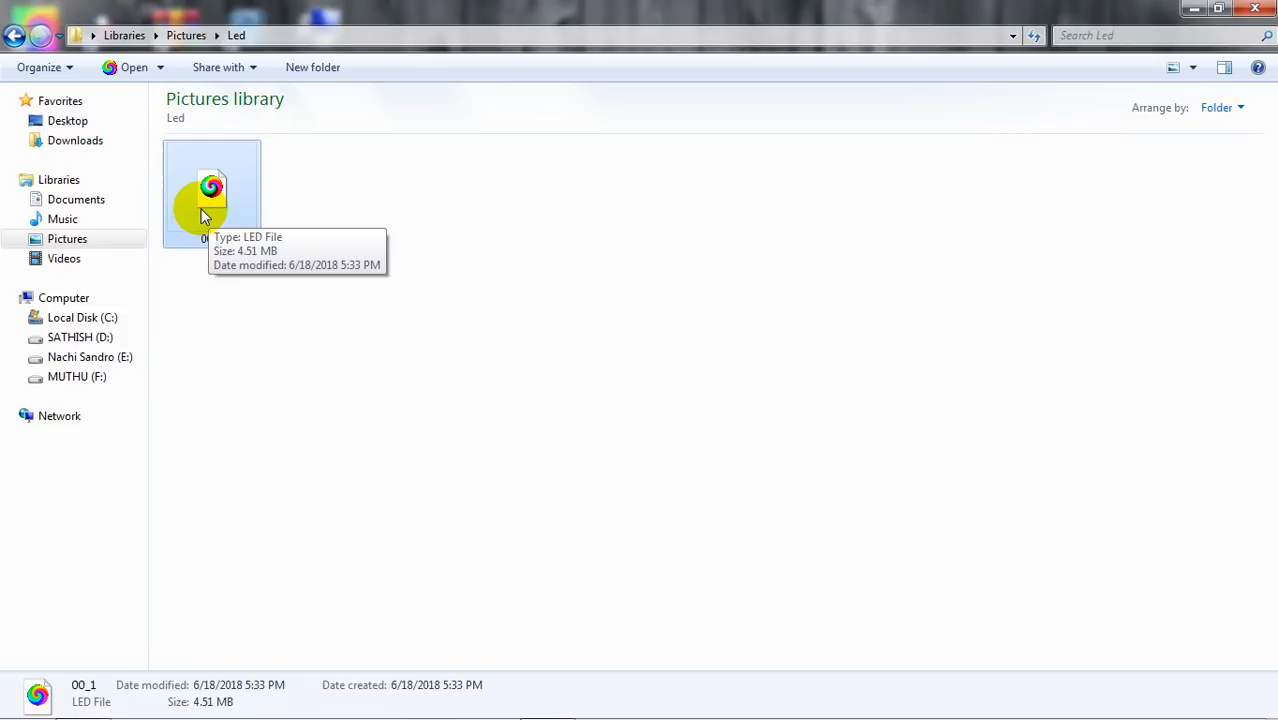 Libraries Pictures Led Search Led
Organize Open Share with New folder
Favorites
Desktop
Downloads
Libraries
Documents
Music
Pictures
Videos
Computer
Local Disk (C:)
SATHISH (D:)
Nachi Sandro (E:)
MUTHU (F:)
Network
Pictures library
Led
Arrange by: Folder
Type: LED File
Size: 4.51 MB
Date modified: 6/18/2018 5:33 PM
00_1 Date modified: 6/18/2018 5:33 PM Date created: 6/18/2018 5:33 PM
LED File Size: 4.51 MB